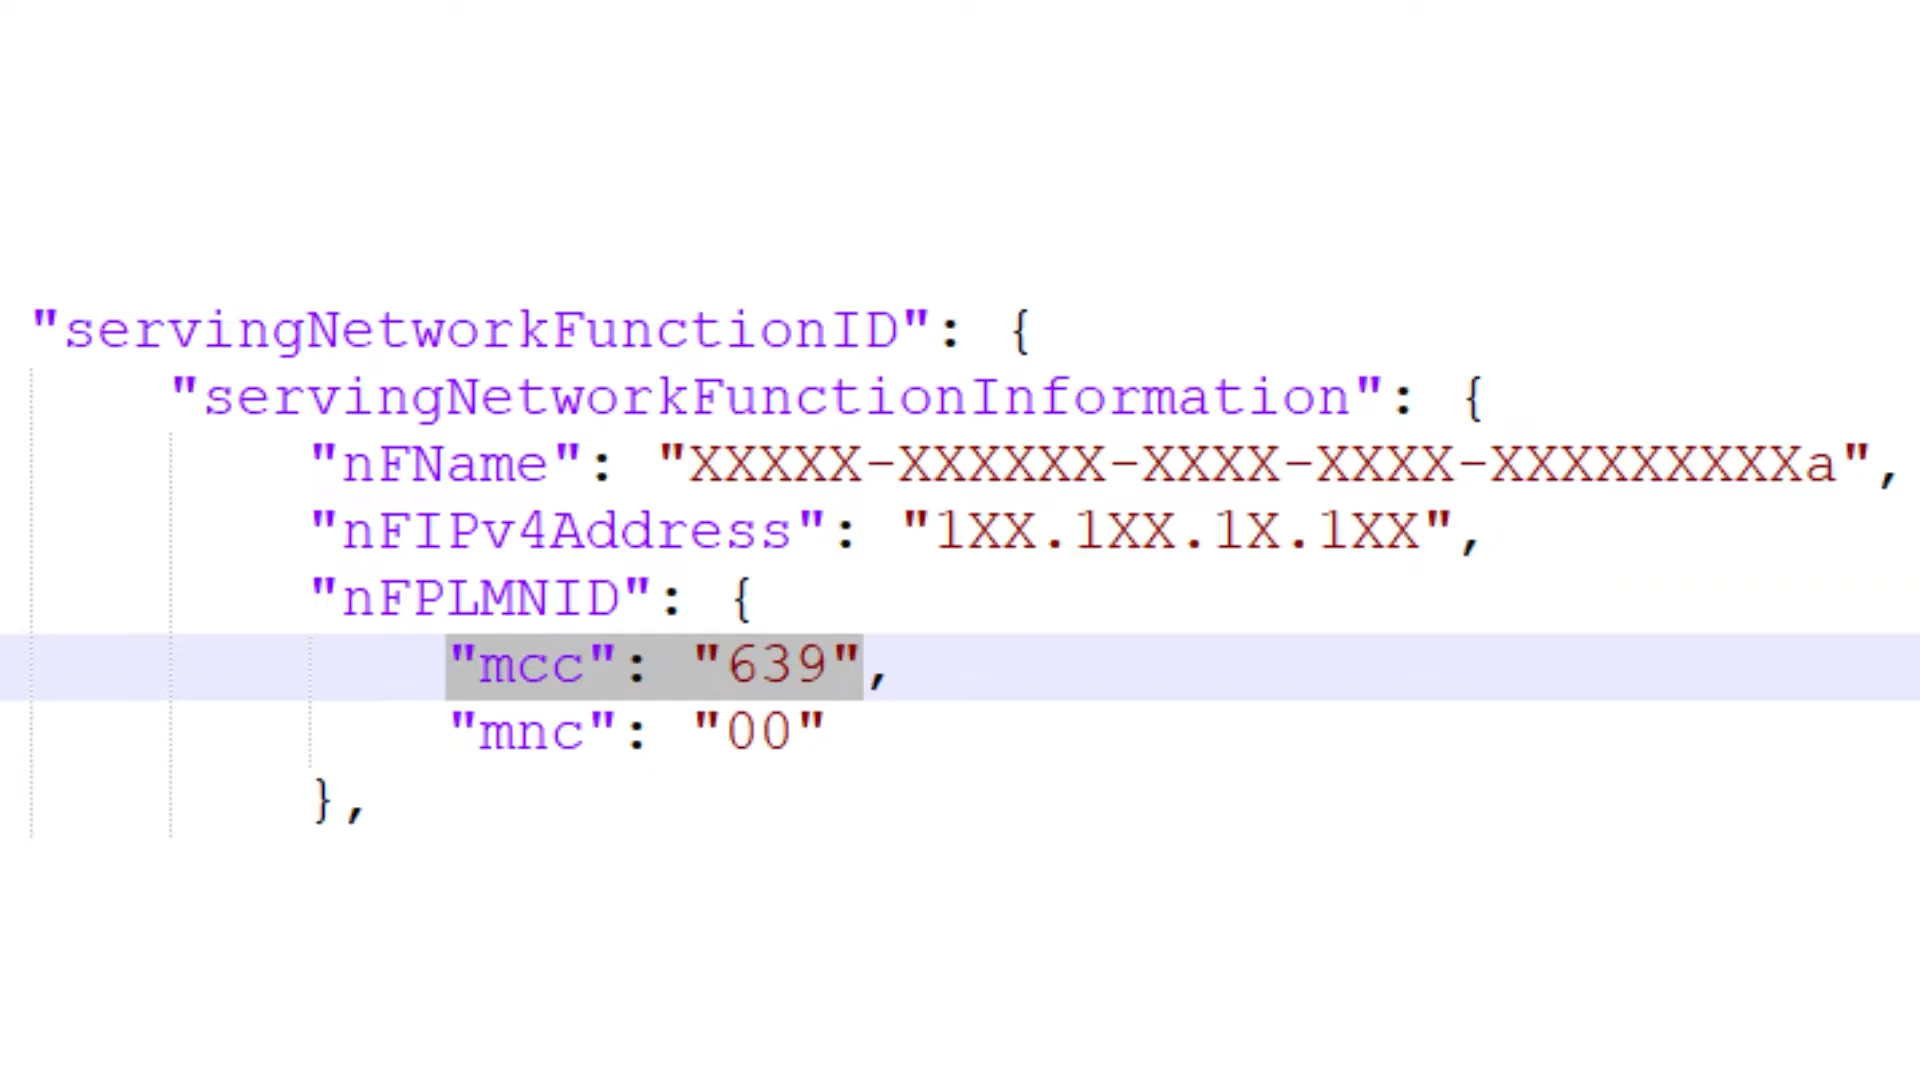 "servingNetworkFunctionID": {
"servingNetworkFunctionInformation": {
"nFName": "XXXXX-XXXXXX-XXXX-XXXX-XXXXXXXXXa",
"nFIPv4Address": "1XX.1XX.1X.1XX",
"nFPLMNID": {
"mcc": "639",
"mnc": "00"
},